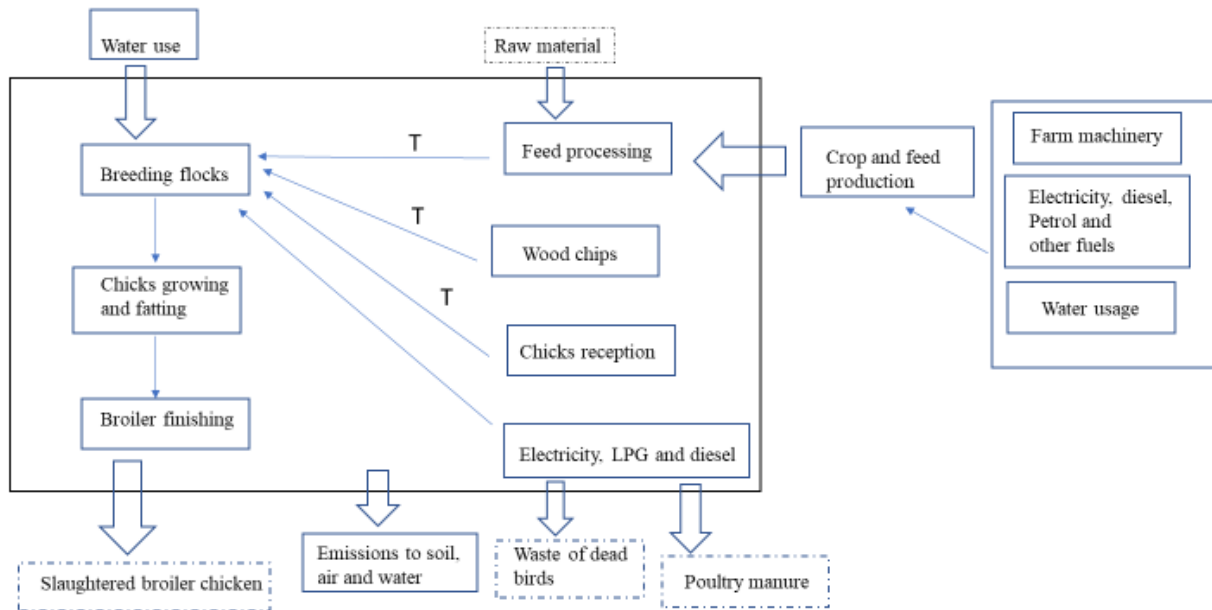 Water use
Raw material
Breeding flocks
T
Feed processing
Crop and feed
production
Farm machinery
Electricity, diesel,
Petrol and
other fuels
Water usage
T
Wood chips
Chicks growing
and fatting
T
Chicks reception
Broiler finishing
Electricity, LPG and diesel
Slaughtered broiler chicken
Emissions to soil,
air and water
Waste of dead
birds
Poultry manure